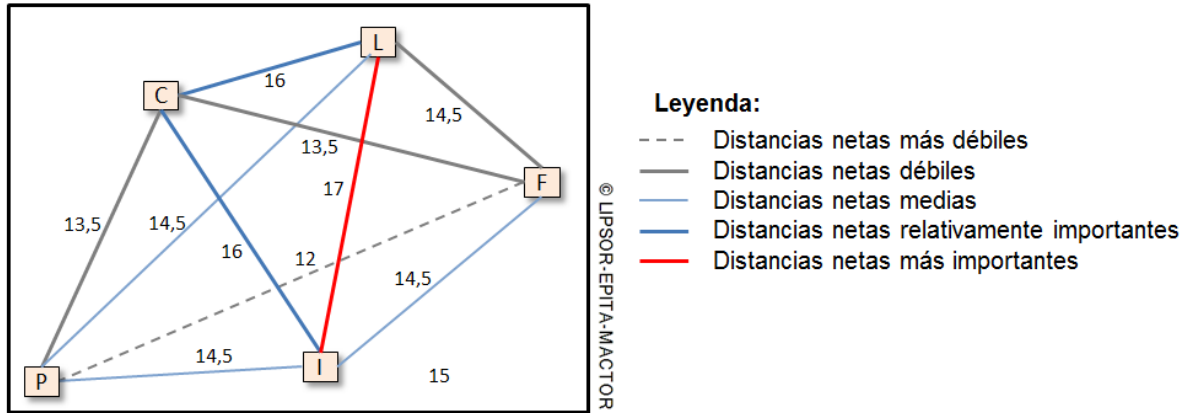 L
16
C
14,5
13,5
F
17
13,5
14,5
16
12
14,5
14,5
I
15
P
© LIPSOR-EPITA-MACTOR
Leyenda:
Distancias netas más débiles
Distancias netas débiles
Distancias netas medias
Distancias netas relativamente importantes
Distancias netas más importantes